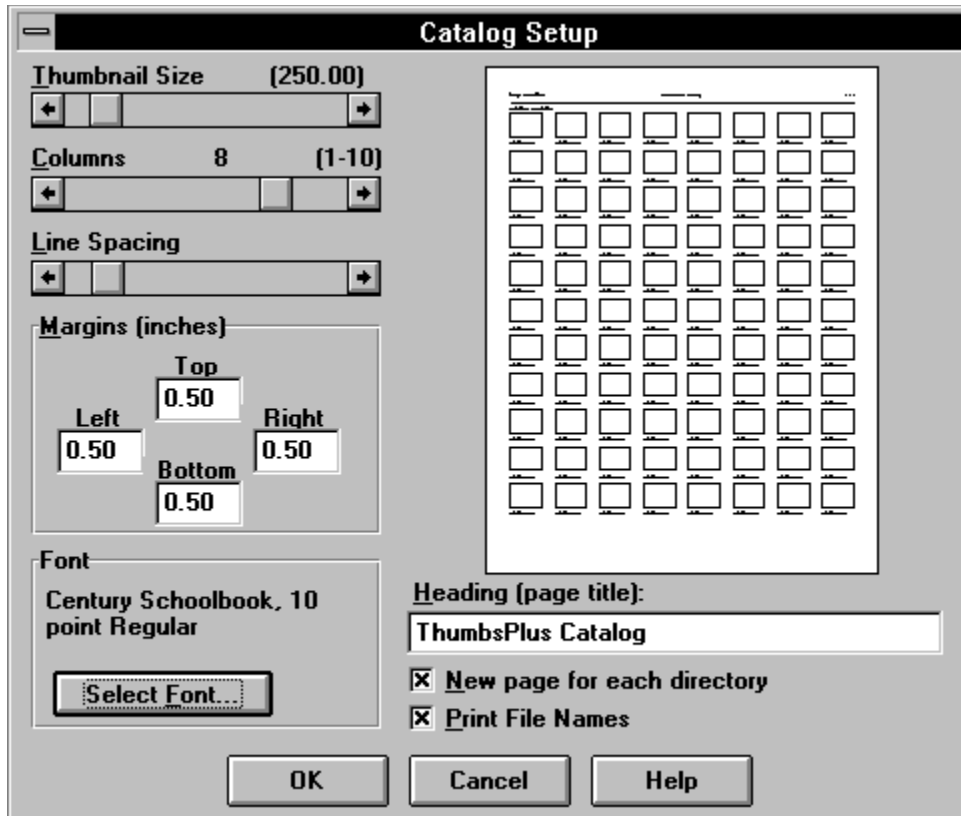 Catalog Setup
Thumbnail Size (250.00)
Columns 8 (1-10)
Line Spacing
Margins (inches)
Top
0.50
Left
0.50
Right
0.50
Bottom
0.50
Font
Century Schoolbook, 10
point Regular
Select Font...
Heading (page title):
ThumbsPlus Catalog
New page for each directory
Print File Names
OK Cancel Help